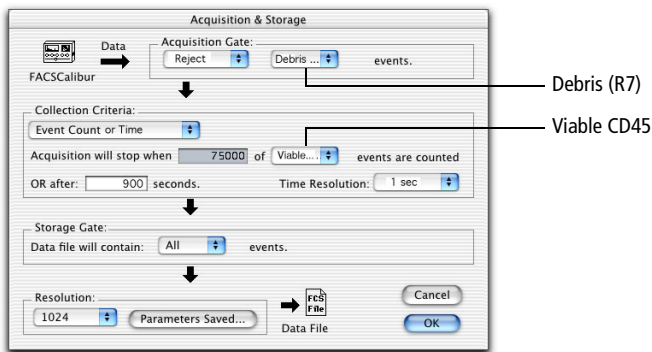 Acquisition & Storage
FACSCalibur
Data
Acquisition Gate:
Reject Debris ... events.
Debris (R7)
Collection Criteria:
Event Count or Time
Viable CD45
Acquisition will stop when 75000 of Viable.... events are counted
OR after: 900 seconds. Time Resolution: 1 sec
Storage Gate:
Data file will contain: All events.
Resolution:
1024 Parameters Saved...
FCS
File
Data File
Cancel
OK